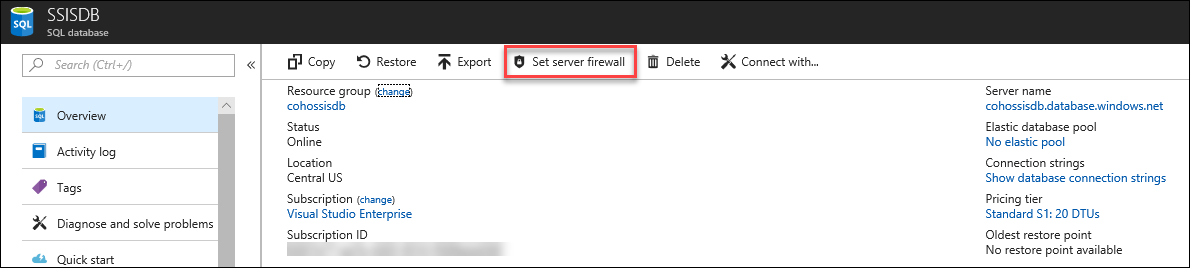 SQL
SSISDB
SQL database
Search (Ctrl+/)
«
Overview
Activity log
Tags
Diagnose and solve problems
Quick start
Copy Restore Export Set server firewall Delete Connect with...
Resource group (change)
cohossisdb
Status
Online
Location
Central US
Subscription (change)
Visual Studio Enterprise
Subscription ID
Server name
cohossisdb.database.windows.net
Elastic database pool
No elastic pool
Connection strings
Show database connection strings
Pricing tier
Standard S1: 20 DTUs
Oldest restore point
No restore point available